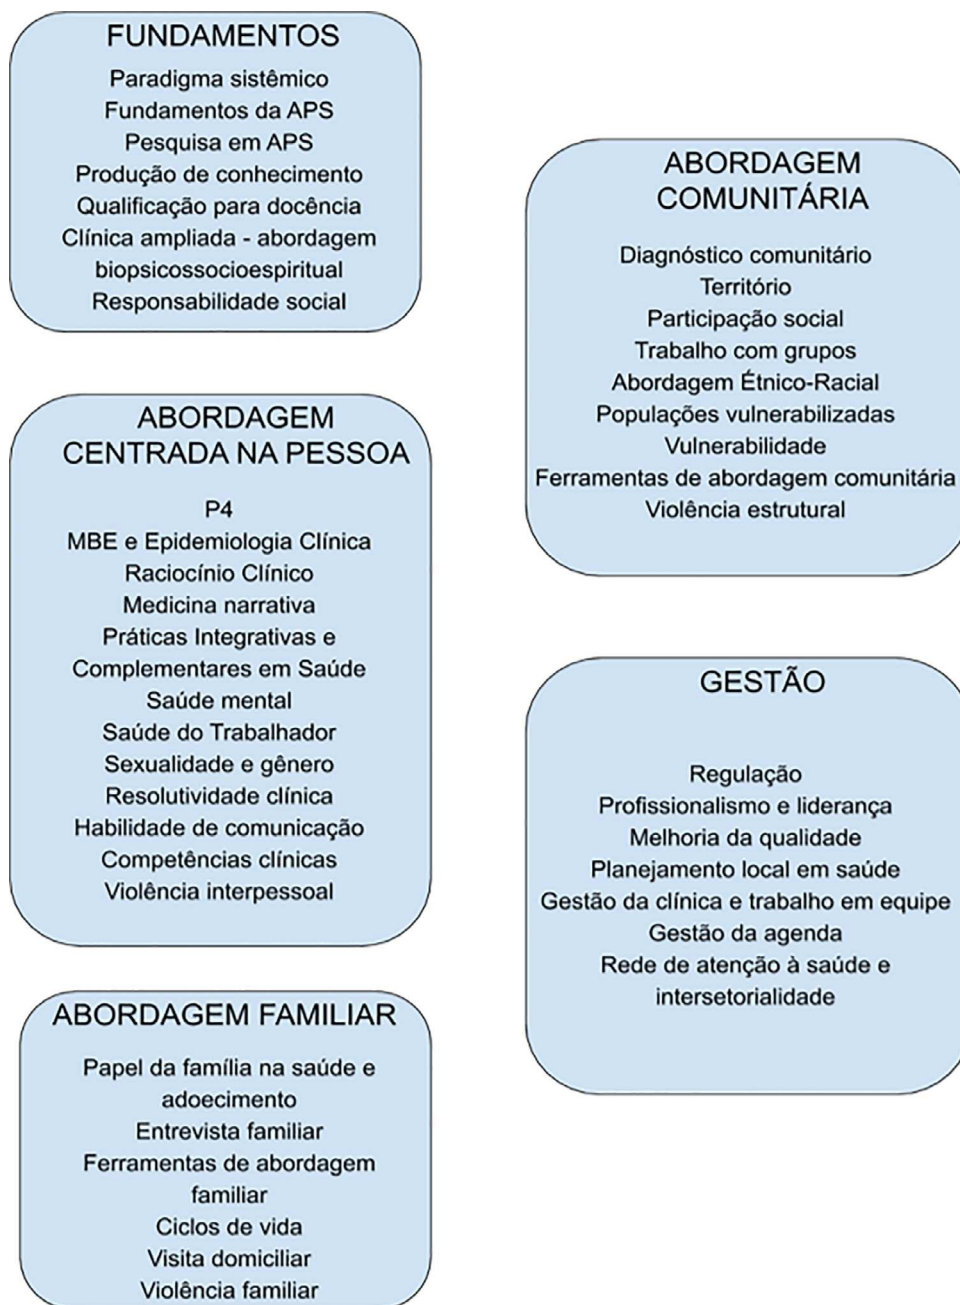 FUNDAMENTOS
Paradigma sistêmico
Fundamentos da APS
Pesquisa em APS
Produção de conhecimento
Qualificação para docência
Clínica ampliada - abordagem
biopsicossocioespiritual
Responsabilidade social
ABORDAGEM
CENTRADA NA PESSOA
P4
MBE e Epidemiologia Clínica
Raciocínio Clínico
Medicina narrativa
Práticas Integrativas e
Complementares em Saúde
Saúde mental
Saúde do Trabalhador
Sexualidade e gênero
Resolutividade clínica
Habilidade de comunicação
Competências clínicas
Violência interpessoal
ABORDAGEM FAMILIAR
Papel da família na saúde e
adoecimento
Entrevista familiar
Ferramentas de abordagem
familiar
Ciclos de vida
Visita domiciliar
Violência familiar
ABORDAGEM
COMUNITÁRIA
Diagnóstico comunitário
Território
Participação social
Trabalho com grupos
Abordagem Étnico-Racial
Populações vulnerabilizadas
Vulnerabilidade
Ferramentas de abordagem comunitária
Violência estrutural
GESTÃO
Regulação
Profissionalismo e liderança
Melhoria da qualidade
Planejamento local em saúde
Gestão da clínica e trabalho em equipe
Gestão da agenda
Rede de atenção à saúde e
intersetorialidade